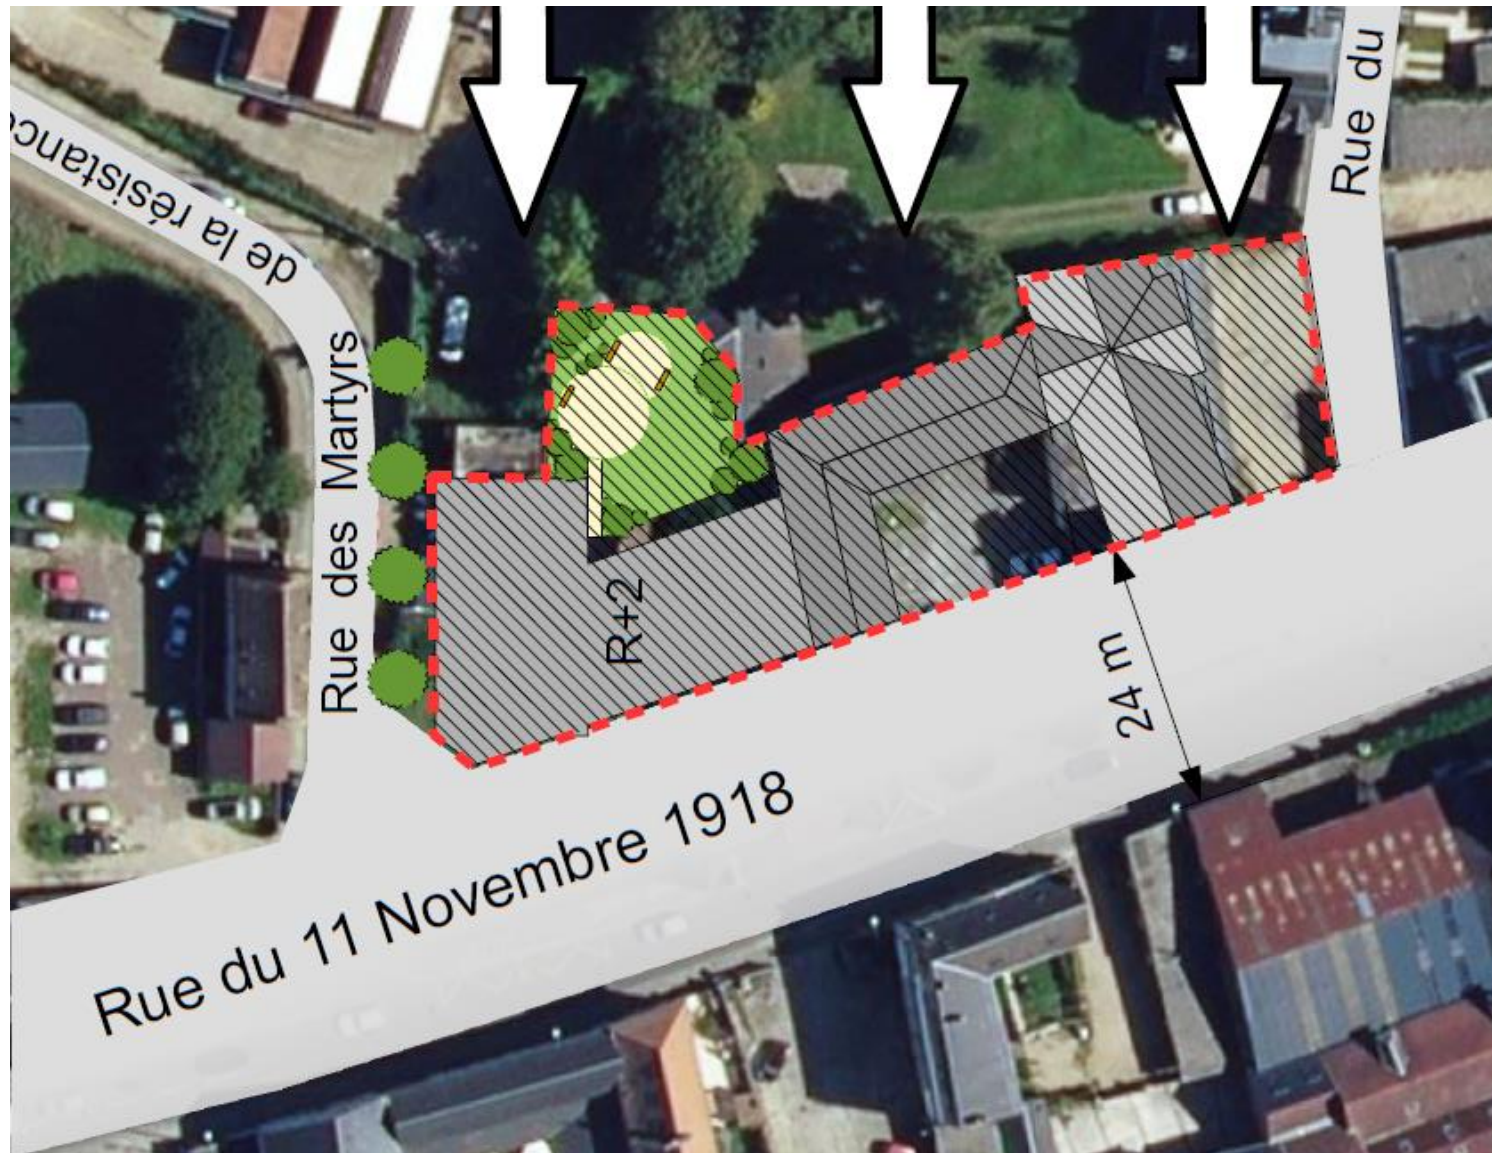 de la résistance
Rue du
Rue des Martyrs
R+2
24 m
Rue du 11 Novembre 1918